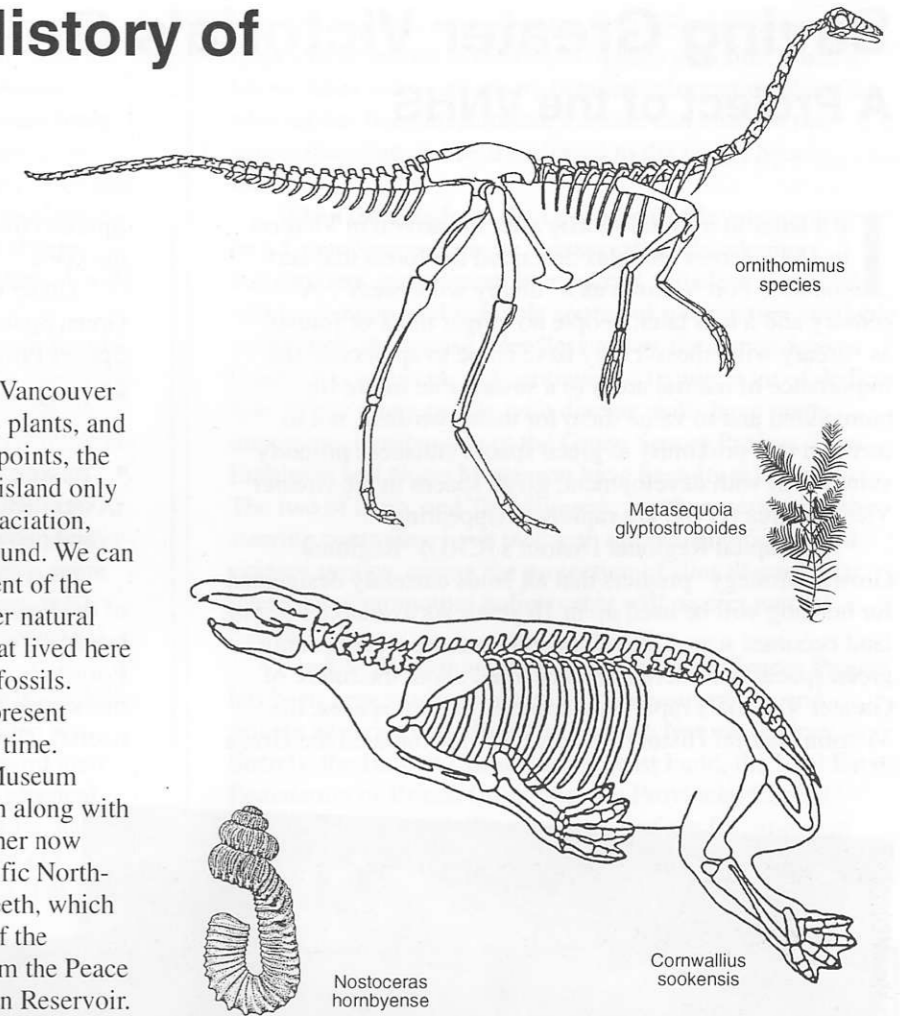 History of
ornithomimus
species
Vancouver
plants, and
points, the
island only
aciation,
und. We can
ent of the
er natural
at lived here
fossils.
present
time.
Museum
n along with
her now
fic North-
eeth, which
f the
m the Peace
n Reservoir.
Metasequoia
glyptostroboides
Nostoceras
hornbyense
Cornwallius
sookensis